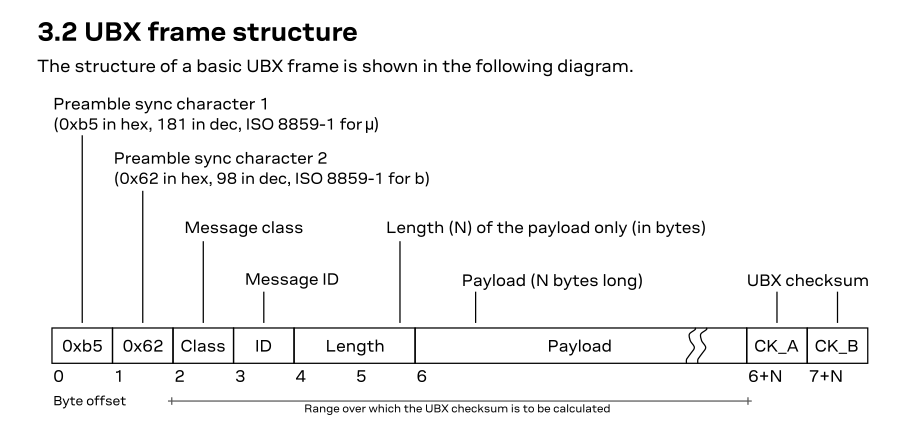 3.2 UBX frame structure
The structure of a basic UBX frame is shown in the following diagram.
Preamble sync character 1
(0xb5 in hex, 181 in dec, ISO 8859-1 for µ)
Preamble sync character 2
(0x62 in hex, 98 in dec, ISO 8859-1 for b)
Message class
Length (N) of the payload only (in bytes)
Message ID
Payload (N bytes long)
UBX checksum
0xb5 0x62 Class ID Length Payload CK_A CK_B
0 1 2 3 4 5 6 6+N 7+N
Byte offset
Range over which the UBX checksum is to be calculated